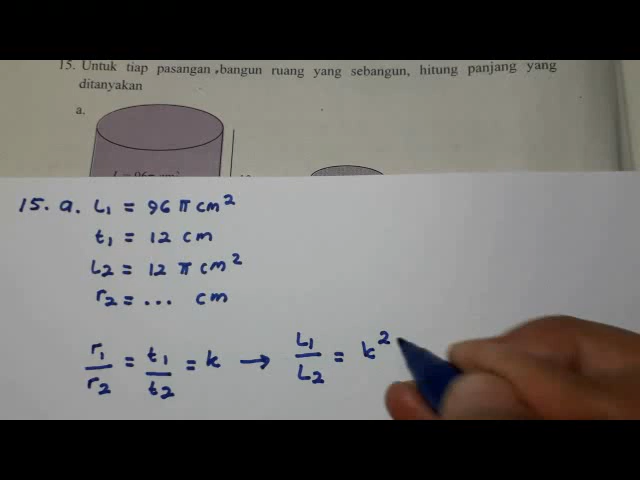 15. Untuk tiap pasangan bangun ruang yang sebangun, hitung panjang yang
ditanyakan
a.
15. a. L₁ = 96 π cm²
t₁ = 12 cm
L₂ = 12 π cm²
r₂ = ... cm
r₁/r₂ = t₁/t₂ = k → L₁/L₂ = k²